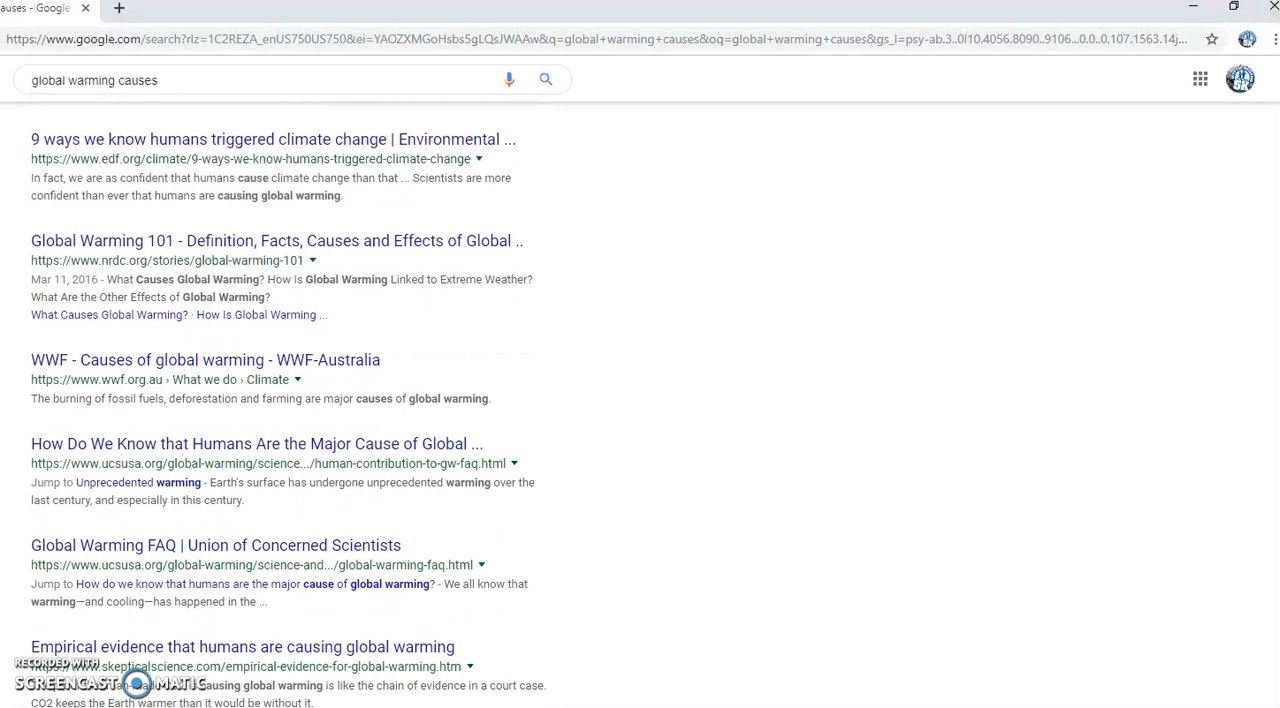 auses - Google
https://www.google.com/search?rlz=1C2REZA_enUS750US750&ei=YAOZXMGoHsbs5gLQsJWAAw&q=global+warming+causes&oq=global+warming+causes&gs_l=psy-ab.3..0l10.4056.8090..9106...0.0..0.107.1563.14j...
global warming causes
9 ways we know humans triggered climate change | Environmental ...
https://www.edf.org/climate/9-ways-we-know-humans-triggered-climate-change
In fact, we are as confident that humans cause climate change than that ... Scientists are more
confident than ever that humans are causing global warming.
Global Warming 101 - Definition, Facts, Causes and Effects of Global ..
https://www.nrdc.org/stories/global-warming-101
Mar 11, 2016 - What Causes Global Warming? How Is Global Warming Linked to Extreme Weather?
What Are the Other Effects of Global Warming?
What Causes Global Warming? · How Is Global Warming ...
WWF - Causes of global warming - WWF-Australia
https://www.wwf.org.au › What we do › Climate
The burning of fossil fuels, deforestation and farming are major causes of global warming.
How Do We Know that Humans Are the Major Cause of Global ...
https://www.ucsusa.org/global-warming/science.../human-contribution-to-gw-faq.html
Jump to Unprecedented warming - Earth's surface has undergone unprecedented warming over the
last century, and especially in this century.
Global Warming FAQ | Union of Concerned Scientists
https://www.ucsusa.org/global-warming/science-and.../global-warming-faq.html
Jump to How do we know that humans are the major cause of global warming? - We all know that
warming—and cooling—has happened in the ...
Empirical evidence that humans are causing global warming
RECORDED WITH
https://www.skepticalscience.com/empirical-evidence-for-global-warming.htm
SCREENCAST MATIC
causing global warming is like the chain of evidence in a court case.
CO2 keeps the Earth warmer than it would be without it.